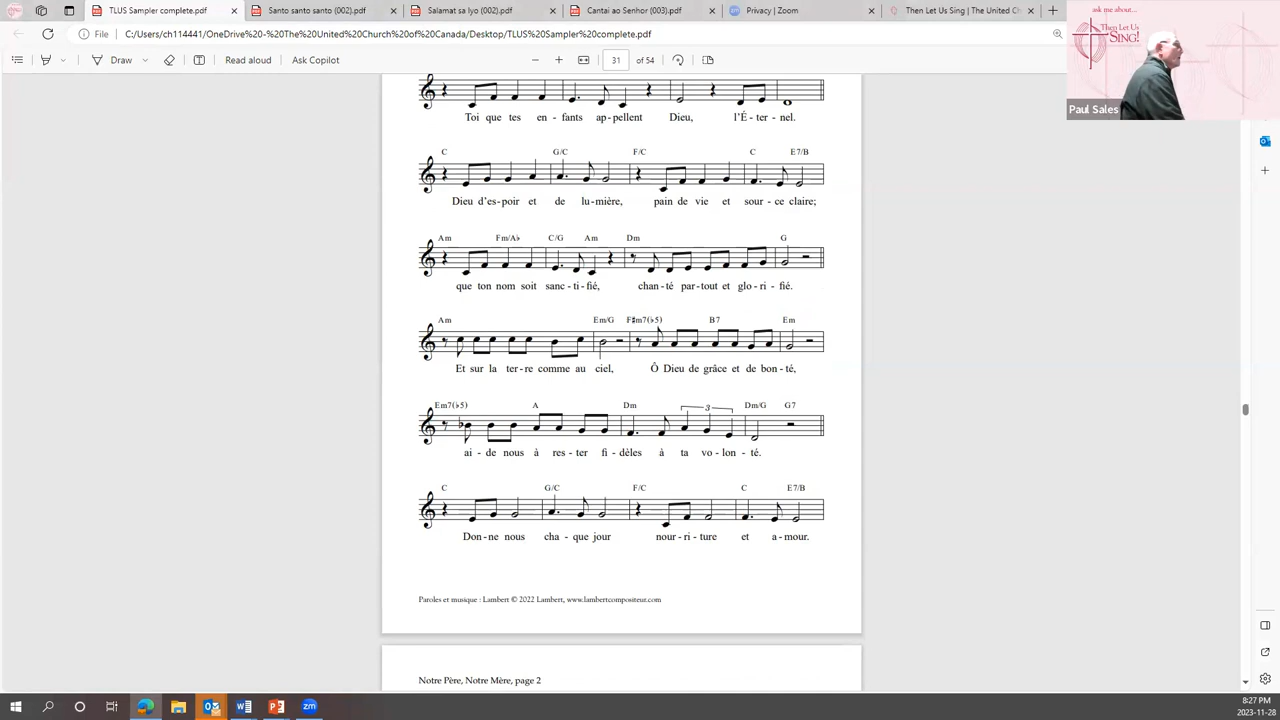 TLUS Sampler complete.pdf
Santo santo santo (002).pdf
Salamat sa Iyo (002).pdf
Cantai ao Senhor (003).pdf
Privacy | Zoom
Then Let Us Sing | The United Ch
File
C:/Users/ch114441/OneDrive%20-%20The%20United%20Church%20of%20Canada/Desktop/TLUS%20Sampler%20complete.pdf
Draw
Read aloud
Ask Copilot
31 of 54
ask me about...
Then Let Us
SING!
Paul Sales
Toi que tes en - fants ap - pellent Dieu, l'É - ter - nel.
C G/C F/C C E7/B
Dieu d'es - poir et de lu - mière, pain de vie et sour - ce claire;
Am Fm/A♭ C/G Am Dm G
que ton nom soit sanc - ti - fié, chan - té par - tout et glo - ri - fié.
Am Em/G F♯m7(♭5) B7 Em
Et sur la ter - re comme au ciel, Ô Dieu de grâce et de bon - té,
Em7(♭5) A Dm 3 Dm/G G7
ai - de nous à res - ter fi - dèles à ta vo - lon - té.
C G/C F/C C E7/B
Don - ne nous cha - que jour nour - ri - ture et a - mour.
Paroles et musique : Lambert © 2022 Lambert, www.lambertcompositeur.com
Notre Père, Notre Mère, page 2
8:27 PM
2023-11-28